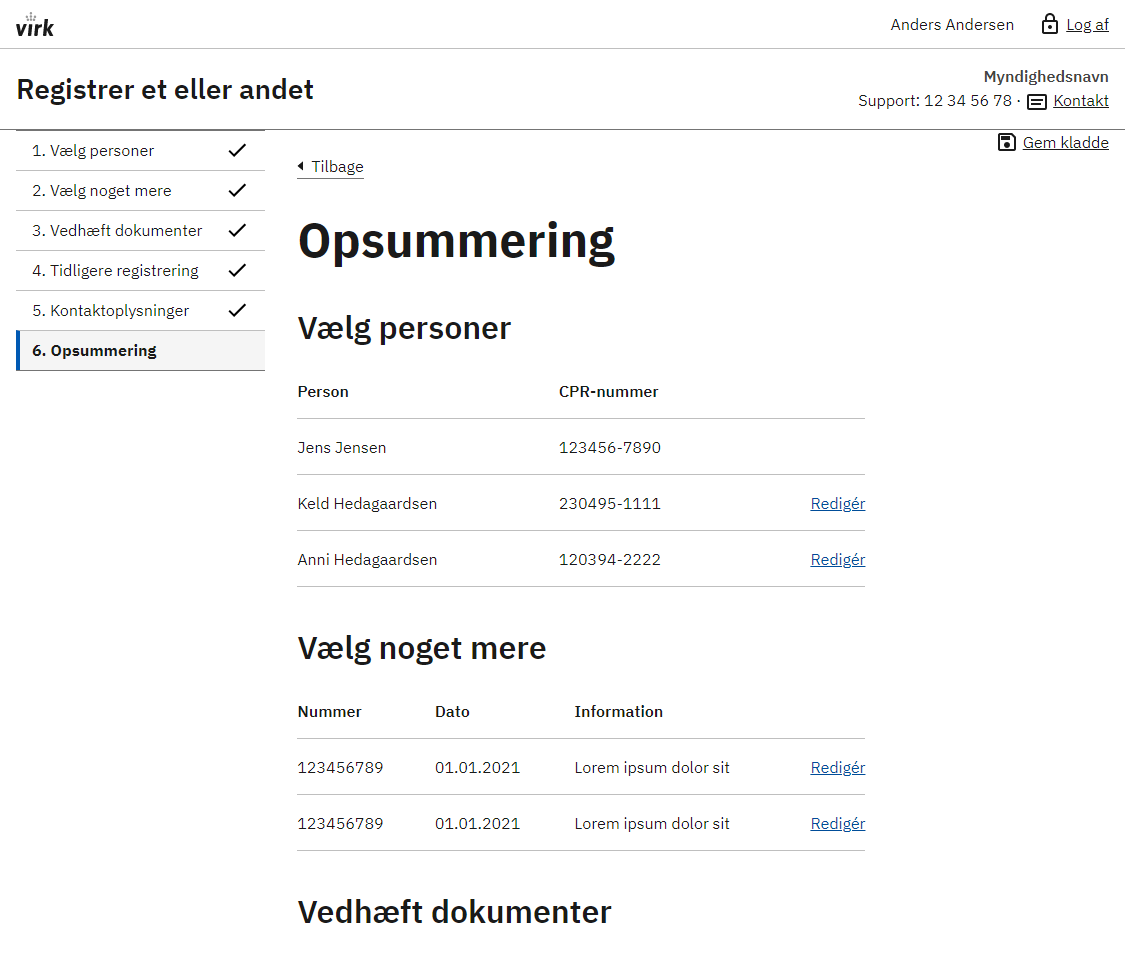 virk
Anders Andersen Log af
Registrer et eller andet
Myndighedsnavn
Support: 12 34 56 78 · Kontakt
Gem kladde
1. Vælg personer
2. Vælg noget mere
3. Vedhæft dokumenter
4. Tidligere registrering
5. Kontaktoplysninger
6. Opsummering
Tilbage
Opsummering
Vælg personer
Person CPR-nummer
Jens Jensen 123456-7890
Keld Hedagaardsen 230495-1111 Redigér
Anni Hedagaardsen 120394-2222 Redigér
Vælg noget mere
Nummer Dato Information
123456789 01.01.2021 Lorem ipsum dolor sit Redigér
123456789 01.01.2021 Lorem ipsum dolor sit Redigér
Vedhæft dokumenter